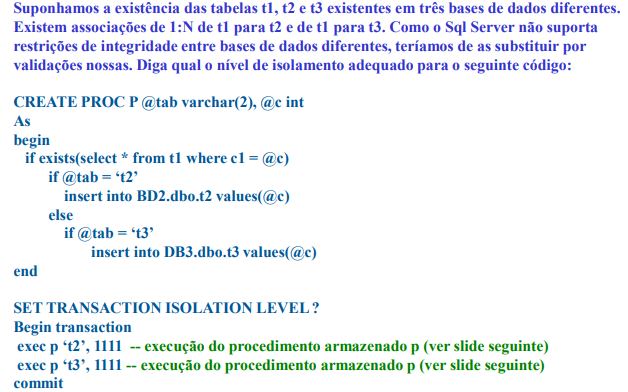 Suponhamos a existência das tabelas t1, t2 e t3 existentes em três bases de dados diferentes.
Existem associações de 1:N de t1 para t2 e de t1 para t3. Como o Sql Server não suporta
restrições de integridade entre bases de dados diferentes, teríamos de as substituir por
validações nossas. Diga qual o nível de isolamento adequado para o seguinte código:
CREATE PROC P @tab varchar(2), @c int
As
begin
if exists(select * from t1 where c1 = @c)
if @tab = ‘t2’
insert into BD2.dbo.t2 values(@c)
else
if @tab = ‘t3’
insert into DB3.dbo.t3 values(@c)
end
SET TRANSACTION ISOLATION LEVEL ?
Begin transaction
exec p ‘t2’, 1111 -- execução do procedimento armazenado p (ver slide seguinte)
exec p ‘t3’, 1111 -- execução do procedimento armazenado p (ver slide seguinte)
commit